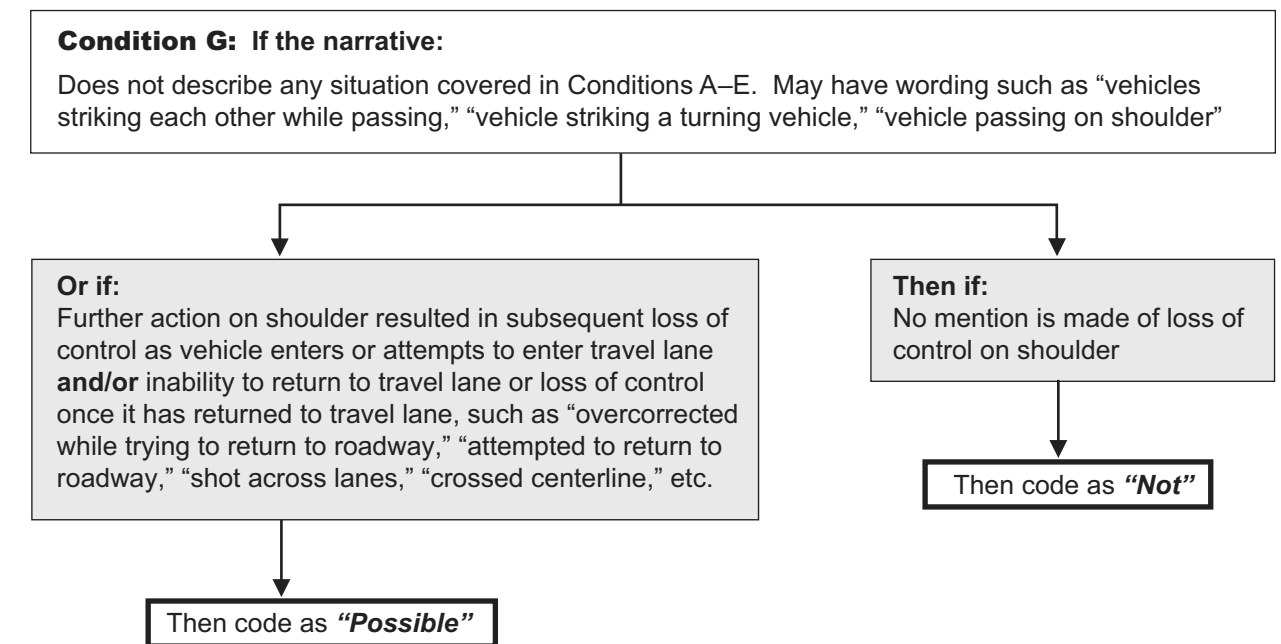 Condition G: If the narrative:
Does not describe any situation covered in Conditions A–E. May have wording such as “vehicles
striking each other while passing,” “vehicle striking a turning vehicle,” “vehicle passing on shoulder”
Or if:
Further action on shoulder resulted in subsequent loss of
control as vehicle enters or attempts to enter travel lane
and/or inability to return to travel lane or loss of control
once it has returned to travel lane, such as “overcorrected
while trying to return to roadway,” “attempted to return to
roadway,” “shot across lanes,” “crossed centerline,” etc.
Then code as “Possible”
Then if:
No mention is made of loss of
control on shoulder
Then code as “Not”